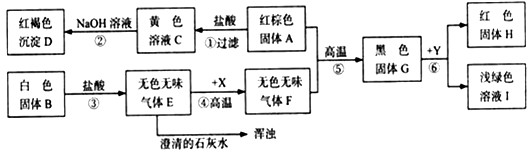 红褐色
沉淀 D
NaOH 溶液
②
黄 色
溶液 C
盐酸
①过滤
红棕色
固体 A
高温
⑤
黑 色
固体 G
+Y
⑥
红 色
固体 H
浅绿色
溶液 I
白 色
固体 B
盐酸
③
无色无味
气体 E
+X
④高温
无色无味
气体 F
澄清的石灰水
浑浊